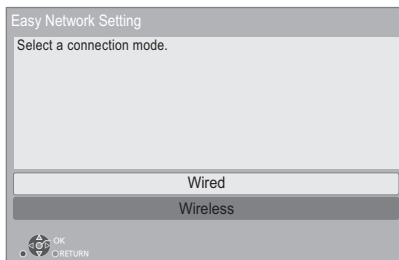 Easy Network Setting
Select a connection mode.
Wired
Wireless
OK
RETURN